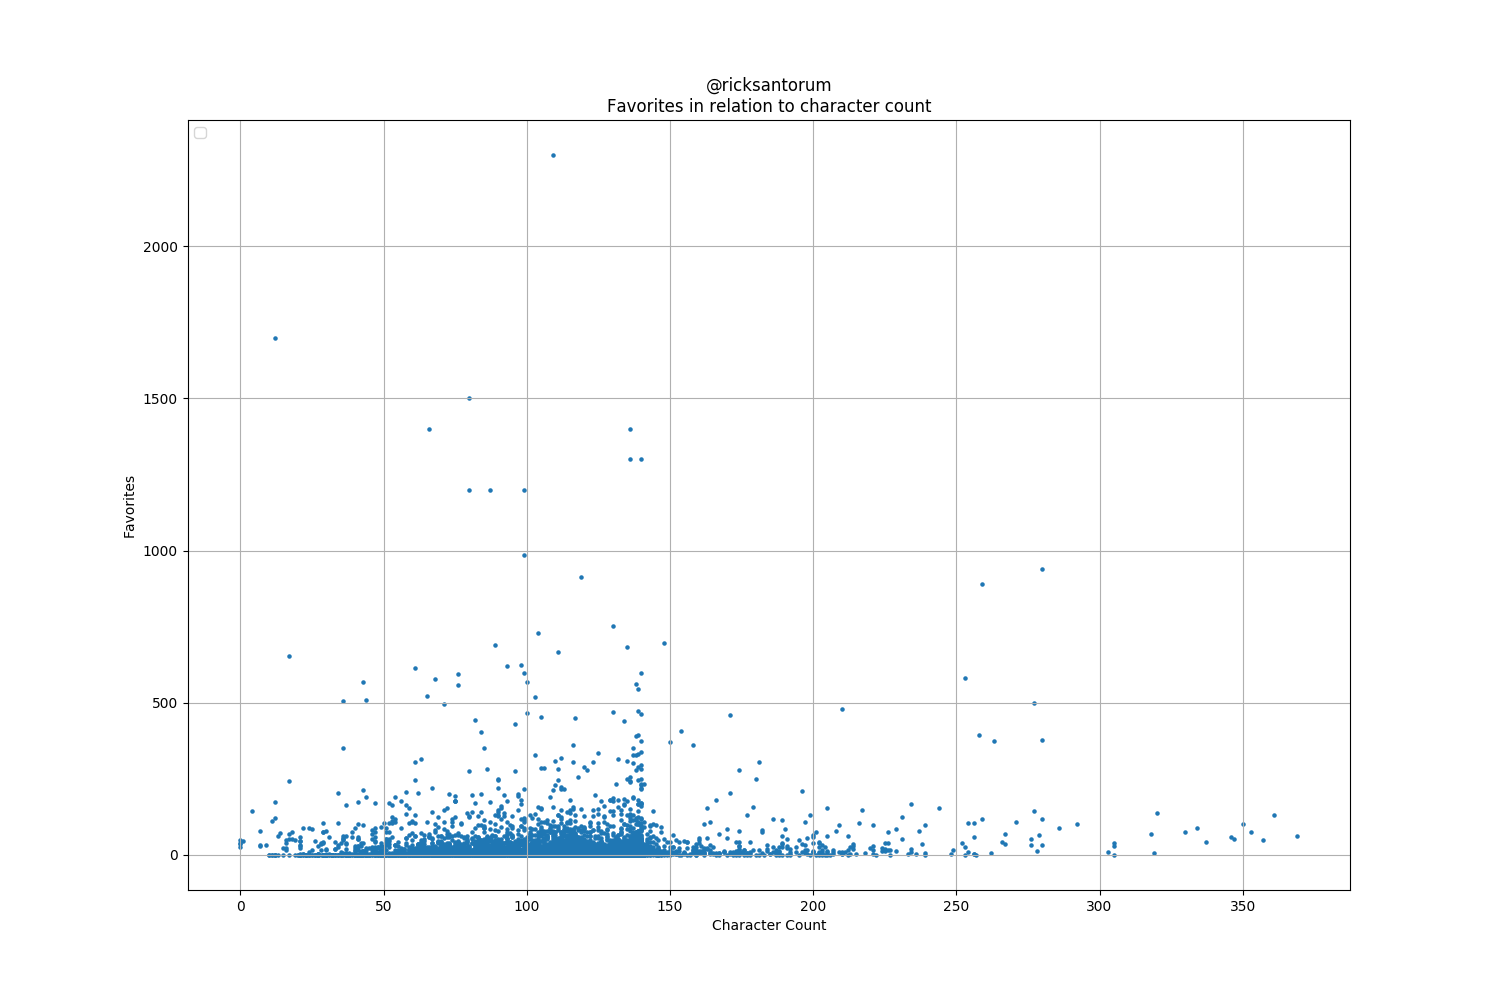 @ricksantorum
Favorites in relation to character count
2000
1500
1000
500
0
Favorites
0 50 100 150 200 250 300 350
Character Count